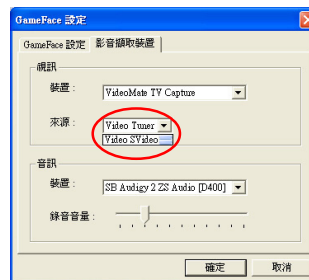 GameFace 設定
GameFace 設定 影音擷取裝置
視訊
裝置：
VideoMate TV Capture
來源：
Video Tuner
Video SVideo
音訊
裝置：
SB Audigy 2 ZS Audio [D400]
錄音音量：
確定 取消